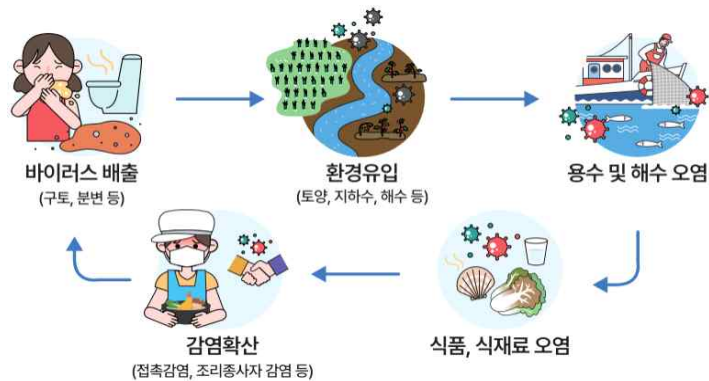 바이러스 배출
(구토, 분변 등)
환경유입
(토양, 지하수, 해수 등)
용수 및 해수 오염
식품, 식재료 오염
감염확산
(접촉감염, 조리종사자 감염 등)